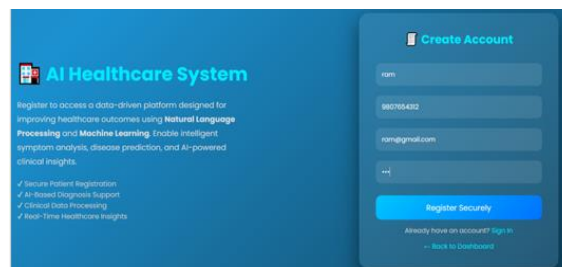 AI Healthcare System
Register to access a data-driven platform designed for
improving healthcare outcomes using Natural Language
Processing and Machine Learning. Enable intelligent
symptom analysis, disease prediction, and AI-powered
clinical insights.
✓ Secure Patient Registration
✓ AI-Based Diagnosis Support
✓ Clinical Data Processing
✓ Real-Time Healthcare Insights
Create Account
ram
9807654312
ram@gmail.com
•••
Register Securely
Already have an account? Sign In
← Back to Dashboard